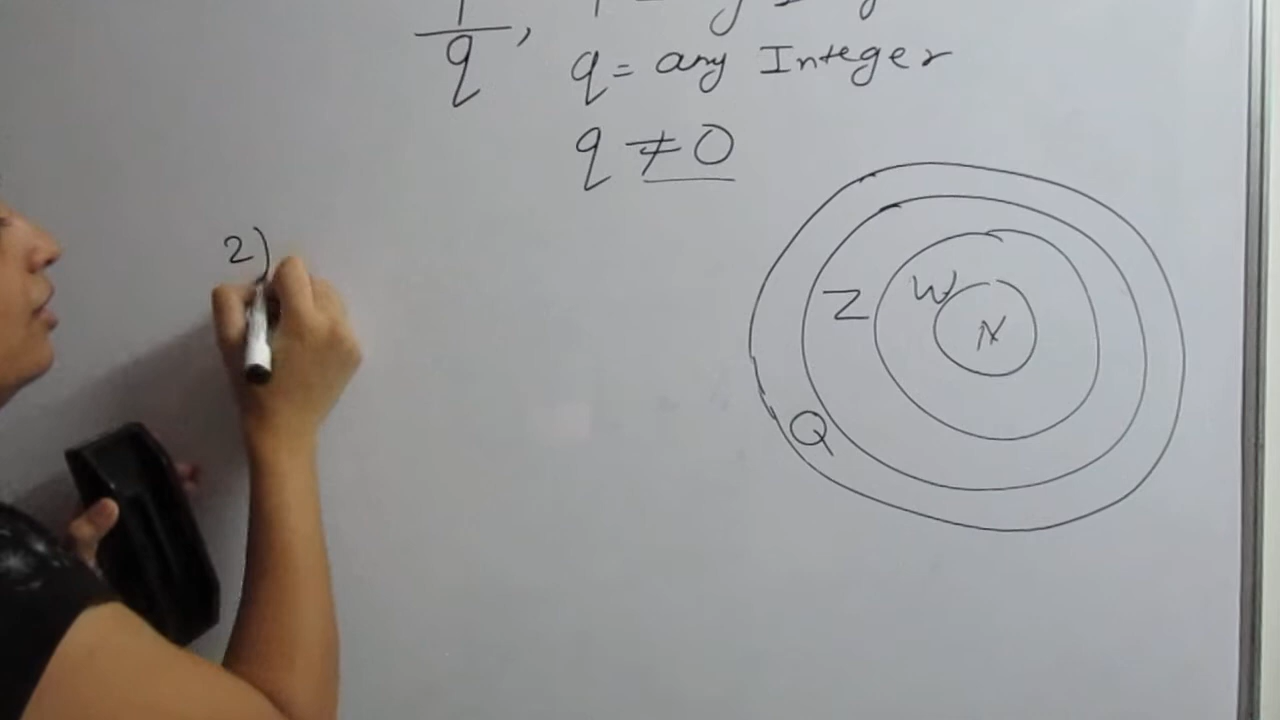 q, q = any Integer
q ≠ 0
2)
Z W N
Q